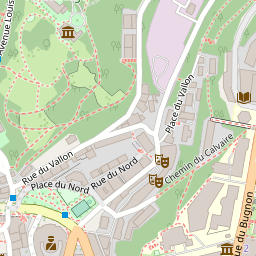 Avenue Louis
Place du Vallon
Rue du Vallon
Rue du Nord
Place du Nord
Chemin du Calvaire
Rue du Bugnon